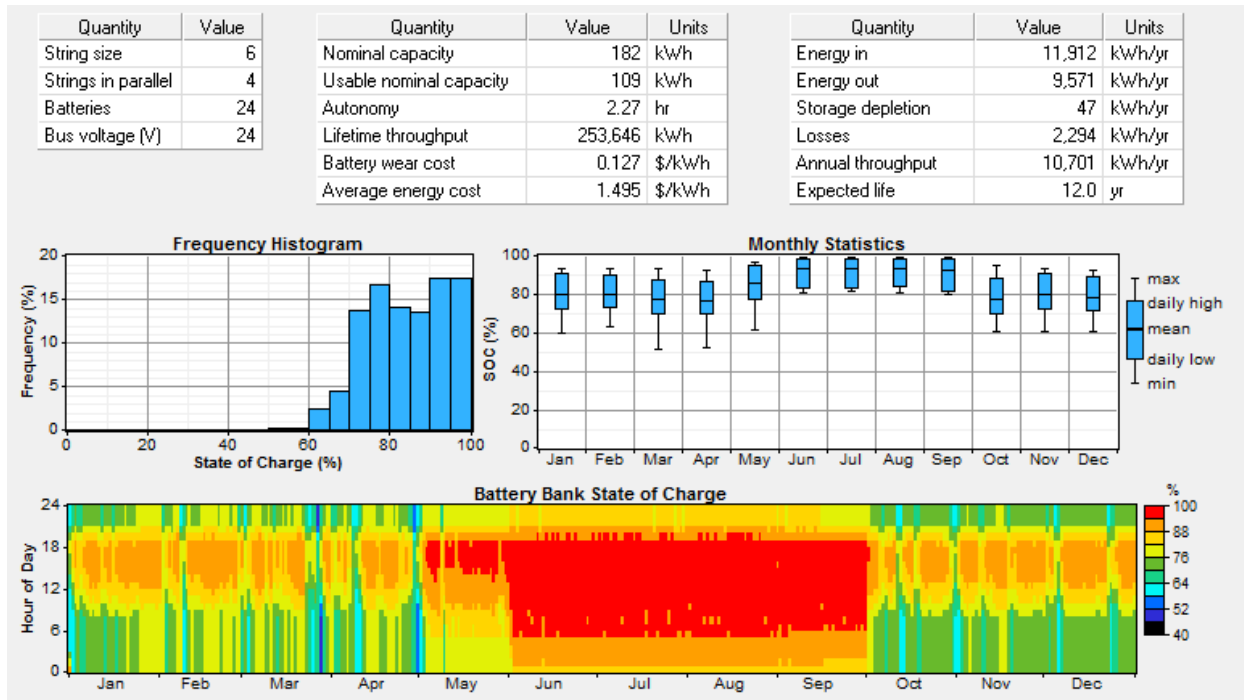 Quantity Value
String size 6
Strings in parallel 4
Batteries 24
Bus voltage (V) 24
Quantity Value Units
Nominal capacity 182 kWh
Usable nominal capacity 109 kWh
Autonomy 2.27 hr
Lifetime throughput 253,646 kWh
Battery wear cost 0.127 $/kWh
Average energy cost 1.495 $/kWh
Quantity Value Units
Energy in 11,912 kWh/yr
Energy out 9,571 kWh/yr
Storage depletion 47 kWh/yr
Losses 2,294 kWh/yr
Annual throughput 10,701 kWh/yr
Expected life 12.0 yr
Frequency Histogram
Frequency (%)
20
15
10
5
0
0 20 40 60 80 100
State of Charge (%)
Monthly Statistics
SOC (%)
100
80
60
40
20
0
Jan Feb Mar Apr May Jun Jul Aug Sep Oct Nov Dec
max
daily high
mean
daily low
min
Battery Bank State of Charge
Hour of Day
24
18
12
6
0
Jan Feb Mar Apr May Jun Jul Aug Sep Oct Nov Dec
%
100
88
76
64
52
40